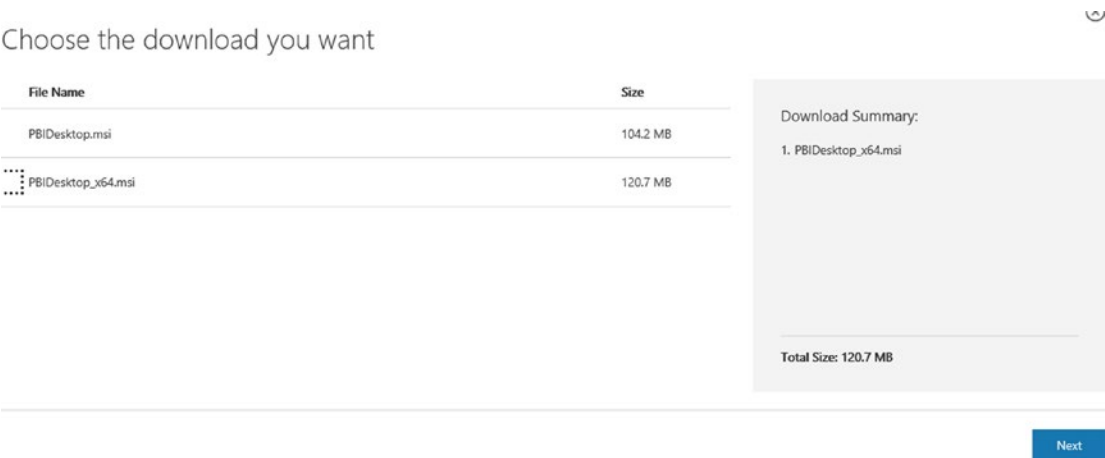 Choose the download you want
File Name Size
PBIDesktop.msi 104.2 MB
PBIDesktop_x64.msi 120.7 MB
Download Summary:
1. PBIDesktop_x64.msi
Total Size: 120.7 MB
Next